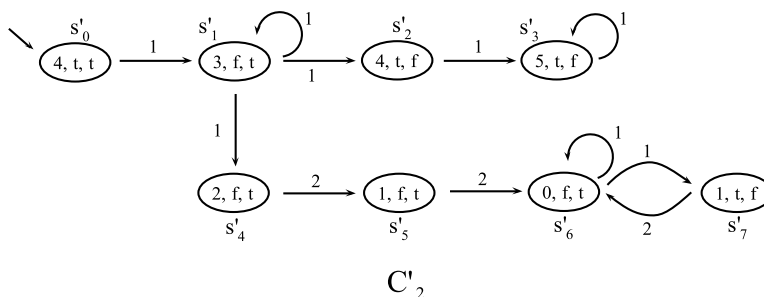 s'0 s'1 1 s'2 s'3 1
4, t, t 1 3, f, t 1 4, t, f 1 5, t, f
1 1 1
2, f, t 2 1, f, t 2 0, f, t 2 1, t, f
s'4 s'5 s'6 s'7
C'2